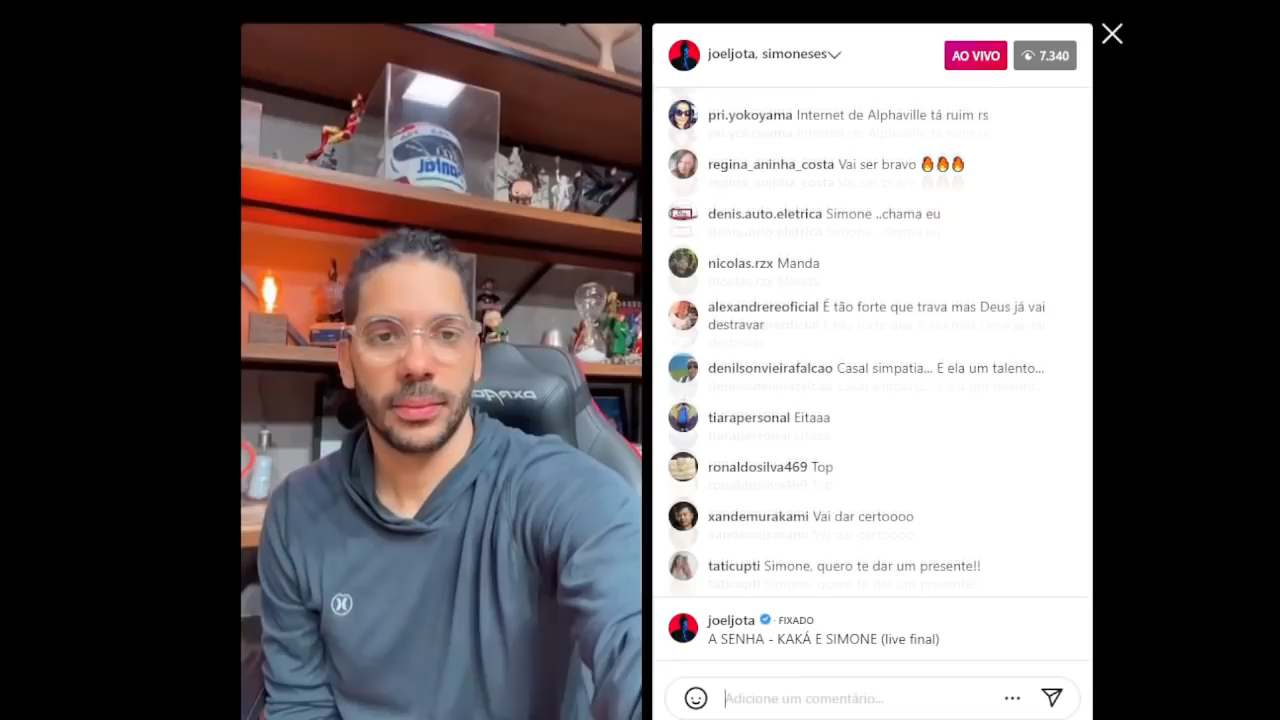 joeljota, simoneses
AO VIVO
7.340
pri.yokoyama Internet de Alphaville tá ruim rs
regina_aninha_costa Vai ser bravo 🔥🔥🔥
denis.auto.eletrica Simone ..chama eu
nicolas.rzx Manda
alexandrereoficial É tão forte que trava mas Deus já vai
destravar
denilsonvieirafalcao Casal simpatia... E ela um talento...
tiarapersonal Eitaaa
ronaldosilva469 Top
xandemurakami Vai dar certoooo
taticupti Simone, quero te dar um presente!!
joeljota · FIXADO
A SENHA - KAKÁ E SIMONE (live final)
Adicione um comentário...